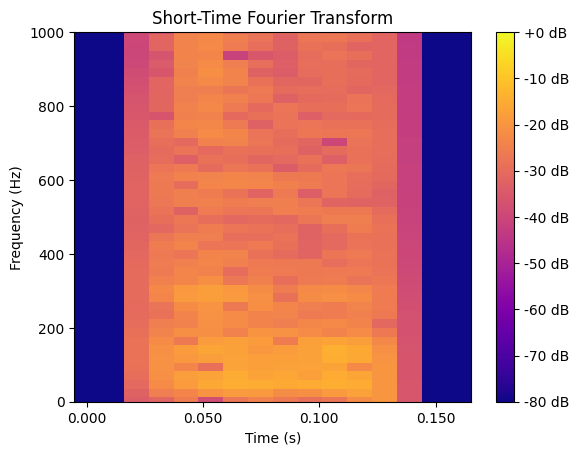 Short-Time Fourier Transform
1000
800
600
400
200
0
Frequency (Hz)
0.000
0.050
0.100
0.150
Time (s)
+0 dB
-10 dB
-20 dB
-30 dB
-40 dB
-50 dB
-60 dB
-70 dB
-80 dB